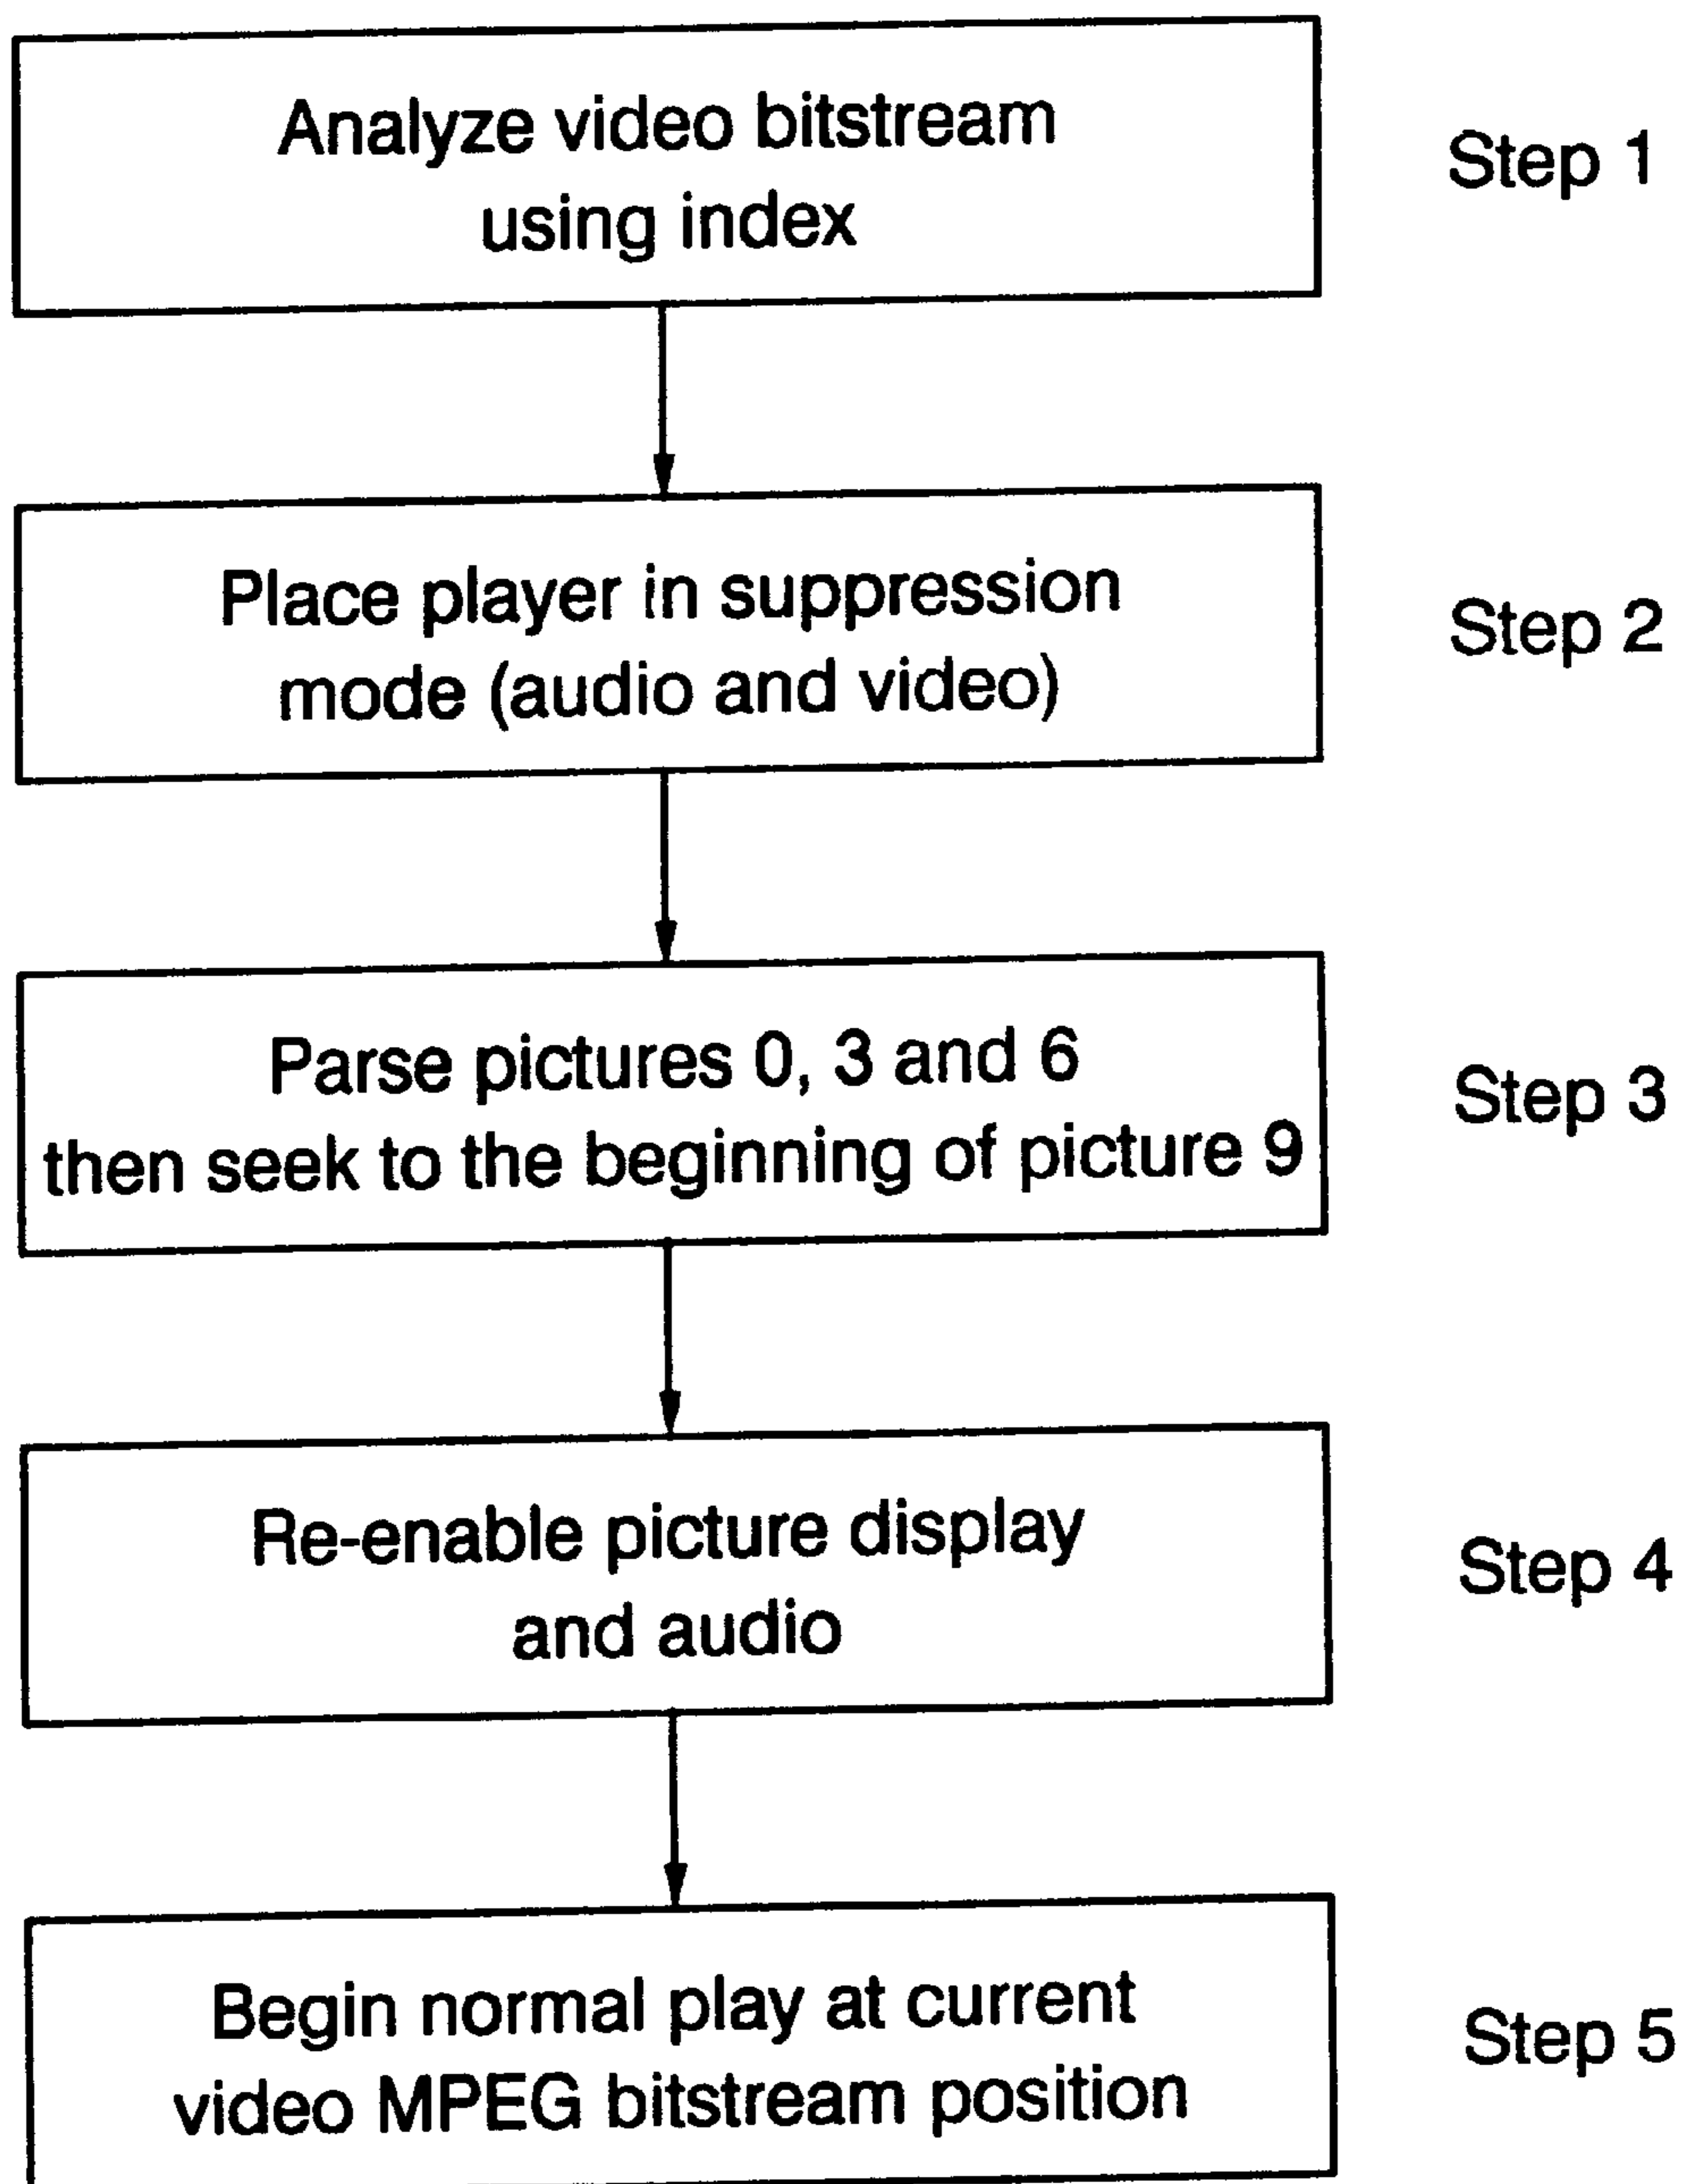 Analyze video bitstream
using index
Step 1
Place player in suppression
mode (audio and video)
Step 2
Parse pictures 0, 3 and 6
then seek to the beginning of picture 9
Step 3
Re-enable picture display
and audio
Step 4
Begin normal play at current
video MPEG bitstream position
Step 5